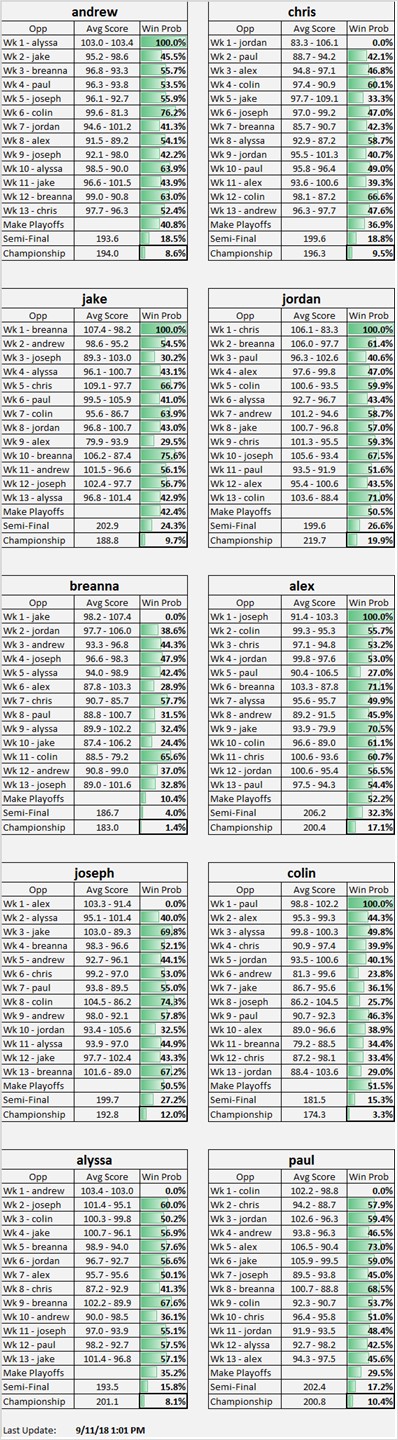 andrew
Opp Avg Score Win Prob
Wk 1 - alyssa 103.0 - 103.4 100.0%
Wk 2 - jake 95.2 - 98.6 45.5%
Wk 3 - breanna 96.8 - 93.3 55.7%
Wk 4 - paul 96.3 - 93.8 53.5%
Wk 5 - joseph 96.1 - 92.7 55.9%
Wk 6 - colin 99.6 - 81.3 76.2%
Wk 7 - jordan 94.6 - 101.2 41.3%
Wk 8 - alex 91.5 - 89.2 54.1%
Wk 9 - joseph 92.1 - 98.0 42.2%
Wk 10 - alyssa 98.5 - 90.0 63.9%
Wk 11 - jake 96.6 - 101.5 43.9%
Wk 12 - breanna 99.0 - 90.8 63.0%
Wk 13 - chris 97.7 - 96.3 52.4%
Make Playoffs 40.8%
Semi-Final 193.6 18.5%
Championship 194.0 8.6%
chris
Opp Avg Score Win Prob
Wk 1 - jordan 83.3 - 106.1 0.0%
Wk 2 - paul 88.7 - 94.2 42.1%
Wk 3 - alex 94.8 - 97.1 46.8%
Wk 4 - colin 97.4 - 90.9 60.1%
Wk 5 - jake 97.7 - 109.1 33.3%
Wk 6 - joseph 97.0 - 99.2 47.0%
Wk 7 - breanna 85.7 - 90.7 42.3%
Wk 8 - alyssa 92.9 - 87.2 58.7%
Wk 9 - jordan 95.5 - 101.3 40.7%
Wk 10 - paul 95.8 - 96.4 49.0%
Wk 11 - alex 93.6 - 100.6 39.3%
Wk 12 - colin 98.1 - 87.2 66.6%
Wk 13 - andrew 96.3 - 97.7 47.6%
Make Playoffs 36.9%
Semi-Final 199.6 18.8%
Championship 196.3 9.5%
jake
Opp Avg Score Win Prob
Wk 1 - breanna 107.4 - 98.2 100.0%
Wk 2 - andrew 98.6 - 95.2 54.5%
Wk 3 - joseph 89.3 - 103.0 30.2%
Wk 4 - alyssa 96.1 - 100.7 43.1%
Wk 5 - chris 109.1 - 97.7 66.7%
Wk 6 - paul 99.5 - 105.9 41.0%
Wk 7 - colin 95.6 - 86.7 63.9%
Wk 8 - jordan 96.8 - 100.7 43.0%
Wk 9 - alex 79.9 - 93.9 29.5%
Wk 10 - breanna 106.2 - 87.4 75.6%
Wk 11 - andrew 101.5 - 96.6 56.1%
Wk 12 - joseph 102.4 - 97.7 56.7%
Wk 13 - alyssa 96.8 - 101.4 42.9%
Make Playoffs 42.4%
Semi-Final 202.9 24.3%
Championship 188.8 9.7%
jordan
Opp Avg Score Win Prob
Wk 1 - chris 106.1 - 83.3 100.0%
Wk 2 - breanna 106.0 - 97.7 61.4%
Wk 3 - paul 96.3 - 102.6 40.6%
Wk 4 - alex 97.6 - 99.8 47.0%
Wk 5 - colin 100.6 - 93.5 59.9%
Wk 6 - alyssa 92.7 - 96.7 43.4%
Wk 7 - andrew 101.2 - 94.6 58.7%
Wk 8 - jake 100.7 - 96.8 57.0%
Wk 9 - chris 101.3 - 95.5 59.3%
Wk 10 - joseph 105.6 - 93.4 67.5%
Wk 11 - paul 93.5 - 91.9 51.6%
Wk 12 - alex 95.4 - 100.6 43.5%
Wk 13 - colin 103.6 - 88.4 71.0%
Make Playoffs 50.5%
Semi-Final 199.6 26.6%
Championship 219.7 19.9%
breanna
Opp Avg Score Win Prob
Wk 1 - jake 98.2 - 107.4 0.0%
Wk 2 - jordan 97.7 - 106.0 38.6%
Wk 3 - andrew 93.3 - 96.8 44.3%
Wk 4 - joseph 96.6 - 98.3 47.9%
Wk 5 - alyssa 94.0 - 98.9 42.4%
Wk 6 - alex 87.8 - 103.3 28.9%
Wk 7 - chris 90.7 - 85.7 57.7%
Wk 8 - paul 88.8 - 100.7 31.5%
Wk 9 - alyssa 89.9 - 102.2 32.4%
Wk 10 - jake 87.4 - 106.2 24.4%
Wk 11 - colin 88.5 - 79.2 65.6%
Wk 12 - andrew 90.8 - 99.0 37.0%
Wk 13 - joseph 89.0 - 101.6 32.8%
Make Playoffs 10.4%
Semi-Final 186.7 4.0%
Championship 183.0 1.4%
alex
Opp Avg Score Win Prob
Wk 1 - joseph 91.4 - 103.3 100.0%
Wk 2 - colin 99.3 - 95.3 55.7%
Wk 3 - chris 97.1 - 94.8 53.2%
Wk 4 - jordan 99.8 - 97.6 53.0%
Wk 5 - paul 90.4 - 106.5 27.0%
Wk 6 - breanna 103.3 - 87.8 71.1%
Wk 7 - alyssa 95.6 - 95.7 49.9%
Wk 8 - andrew 89.2 - 91.5 45.9%
Wk 9 - jake 93.9 - 79.9 70.5%
Wk 10 - colin 96.6 - 89.0 61.1%
Wk 11 - chris 100.6 - 93.6 60.7%
Wk 12 - jordan 100.6 - 95.4 56.5%
Wk 13 - paul 97.5 - 94.3 54.4%
Make Playoffs 52.2%
Semi-Final 206.2 32.3%
Championship 200.4 17.1%
joseph
Opp Avg Score Win Prob
Wk 1 - alex 103.3 - 91.4 0.0%
Wk 2 - alyssa 95.1 - 101.4 40.0%
Wk 3 - jake 103.0 - 89.3 69.8%
Wk 4 - breanna 98.3 - 96.6 52.1%
Wk 5 - andrew 92.7 - 96.1 44.1%
Wk 6 - chris 99.2 - 97.0 53.0%
Wk 7 - paul 93.8 - 89.5 55.0%
Wk 8 - colin 104.5 - 86.2 74.3%
Wk 9 - andrew 98.0 - 92.1 57.8%
Wk 10 - jordan 93.4 - 105.6 32.5%
Wk 11 - alyssa 93.9 - 97.0 44.9%
Wk 12 - jake 97.7 - 102.4 43.3%
Wk 13 - breanna 101.6 - 89.0 67.2%
Make Playoffs 50.5%
Semi-Final 199.7 27.2%
Championship 192.8 12.0%
colin
Opp Avg Score Win Prob
Wk 1 - paul 98.8 - 102.2 100.0%
Wk 2 - alex 95.3 - 99.3 44.3%
Wk 3 - alyssa 99.8 - 100.3 49.8%
Wk 4 - chris 90.9 - 97.4 39.9%
Wk 5 - jordan 93.5 - 100.6 40.1%
Wk 6 - andrew 81.3 - 99.6 23.8%
Wk 7 - jake 86.7 - 95.6 36.1%
Wk 8 - joseph 86.2 - 104.5 25.7%
Wk 9 - paul 90.7 - 92.3 46.3%
Wk 10 - alex 89.0 - 96.6 38.9%
Wk 11 - breanna 79.2 - 88.5 34.4%
Wk 12 - chris 87.2 - 98.1 33.4%
Wk 13 - jordan 88.4 - 103.6 29.0%
Make Playoffs 51.5%
Semi-Final 181.5 15.3%
Championship 174.3 3.3%
alyssa
Opp Avg Score Win Prob
Wk 1 - andrew 103.4 - 103.0 0.0%
Wk 2 - joseph 101.4 - 95.1 60.0%
Wk 3 - colin 100.3 - 99.8 50.2%
Wk 4 - jake 100.7 - 96.1 56.9%
Wk 5 - breanna 98.9 - 94.0 57.6%
Wk 6 - jordan 96.7 - 92.7 56.6%
Wk 7 - alex 95.7 - 95.6 50.1%
Wk 8 - chris 87.2 - 92.9 41.3%
Wk 9 - breanna 102.2 - 89.9 67.6%
Wk 10 - andrew 90.0 - 98.5 36.1%
Wk 11 - joseph 97.0 - 93.9 55.1%
Wk 12 - paul 98.2 - 92.7 57.5%
Wk 13 - jake 101.4 - 96.8 57.1%
Make Playoffs 35.2%
Semi-Final 193.5 15.8%
Championship 201.1 8.1%
paul
Opp Avg Score Win Prob
Wk 1 - colin 102.2 - 98.8 0.0%
Wk 2 - chris 94.2 - 88.7 57.9%
Wk 3 - jordan 102.6 - 96.3 59.4%
Wk 4 - andrew 93.8 - 96.3 46.5%
Wk 5 - alex 106.5 - 90.4 73.0%
Wk 6 - jake 105.9 - 99.5 59.0%
Wk 7 - joseph 89.5 - 93.8 45.0%
Wk 8 - breanna 100.7 - 88.8 68.5%
Wk 9 - colin 92.3 - 90.7 53.7%
Wk 10 - chris 96.4 - 95.8 51.0%
Wk 11 - jordan 91.9 - 93.5 48.4%
Wk 12 - alyssa 92.7 - 98.2 42.5%
Wk 13 - alex 94.3 - 97.5 45.6%
Make Playoffs 29.5%
Semi-Final 202.4 17.2%
Championship 200.8 10.4%
Last Update: 9/11/18 1:01 PM